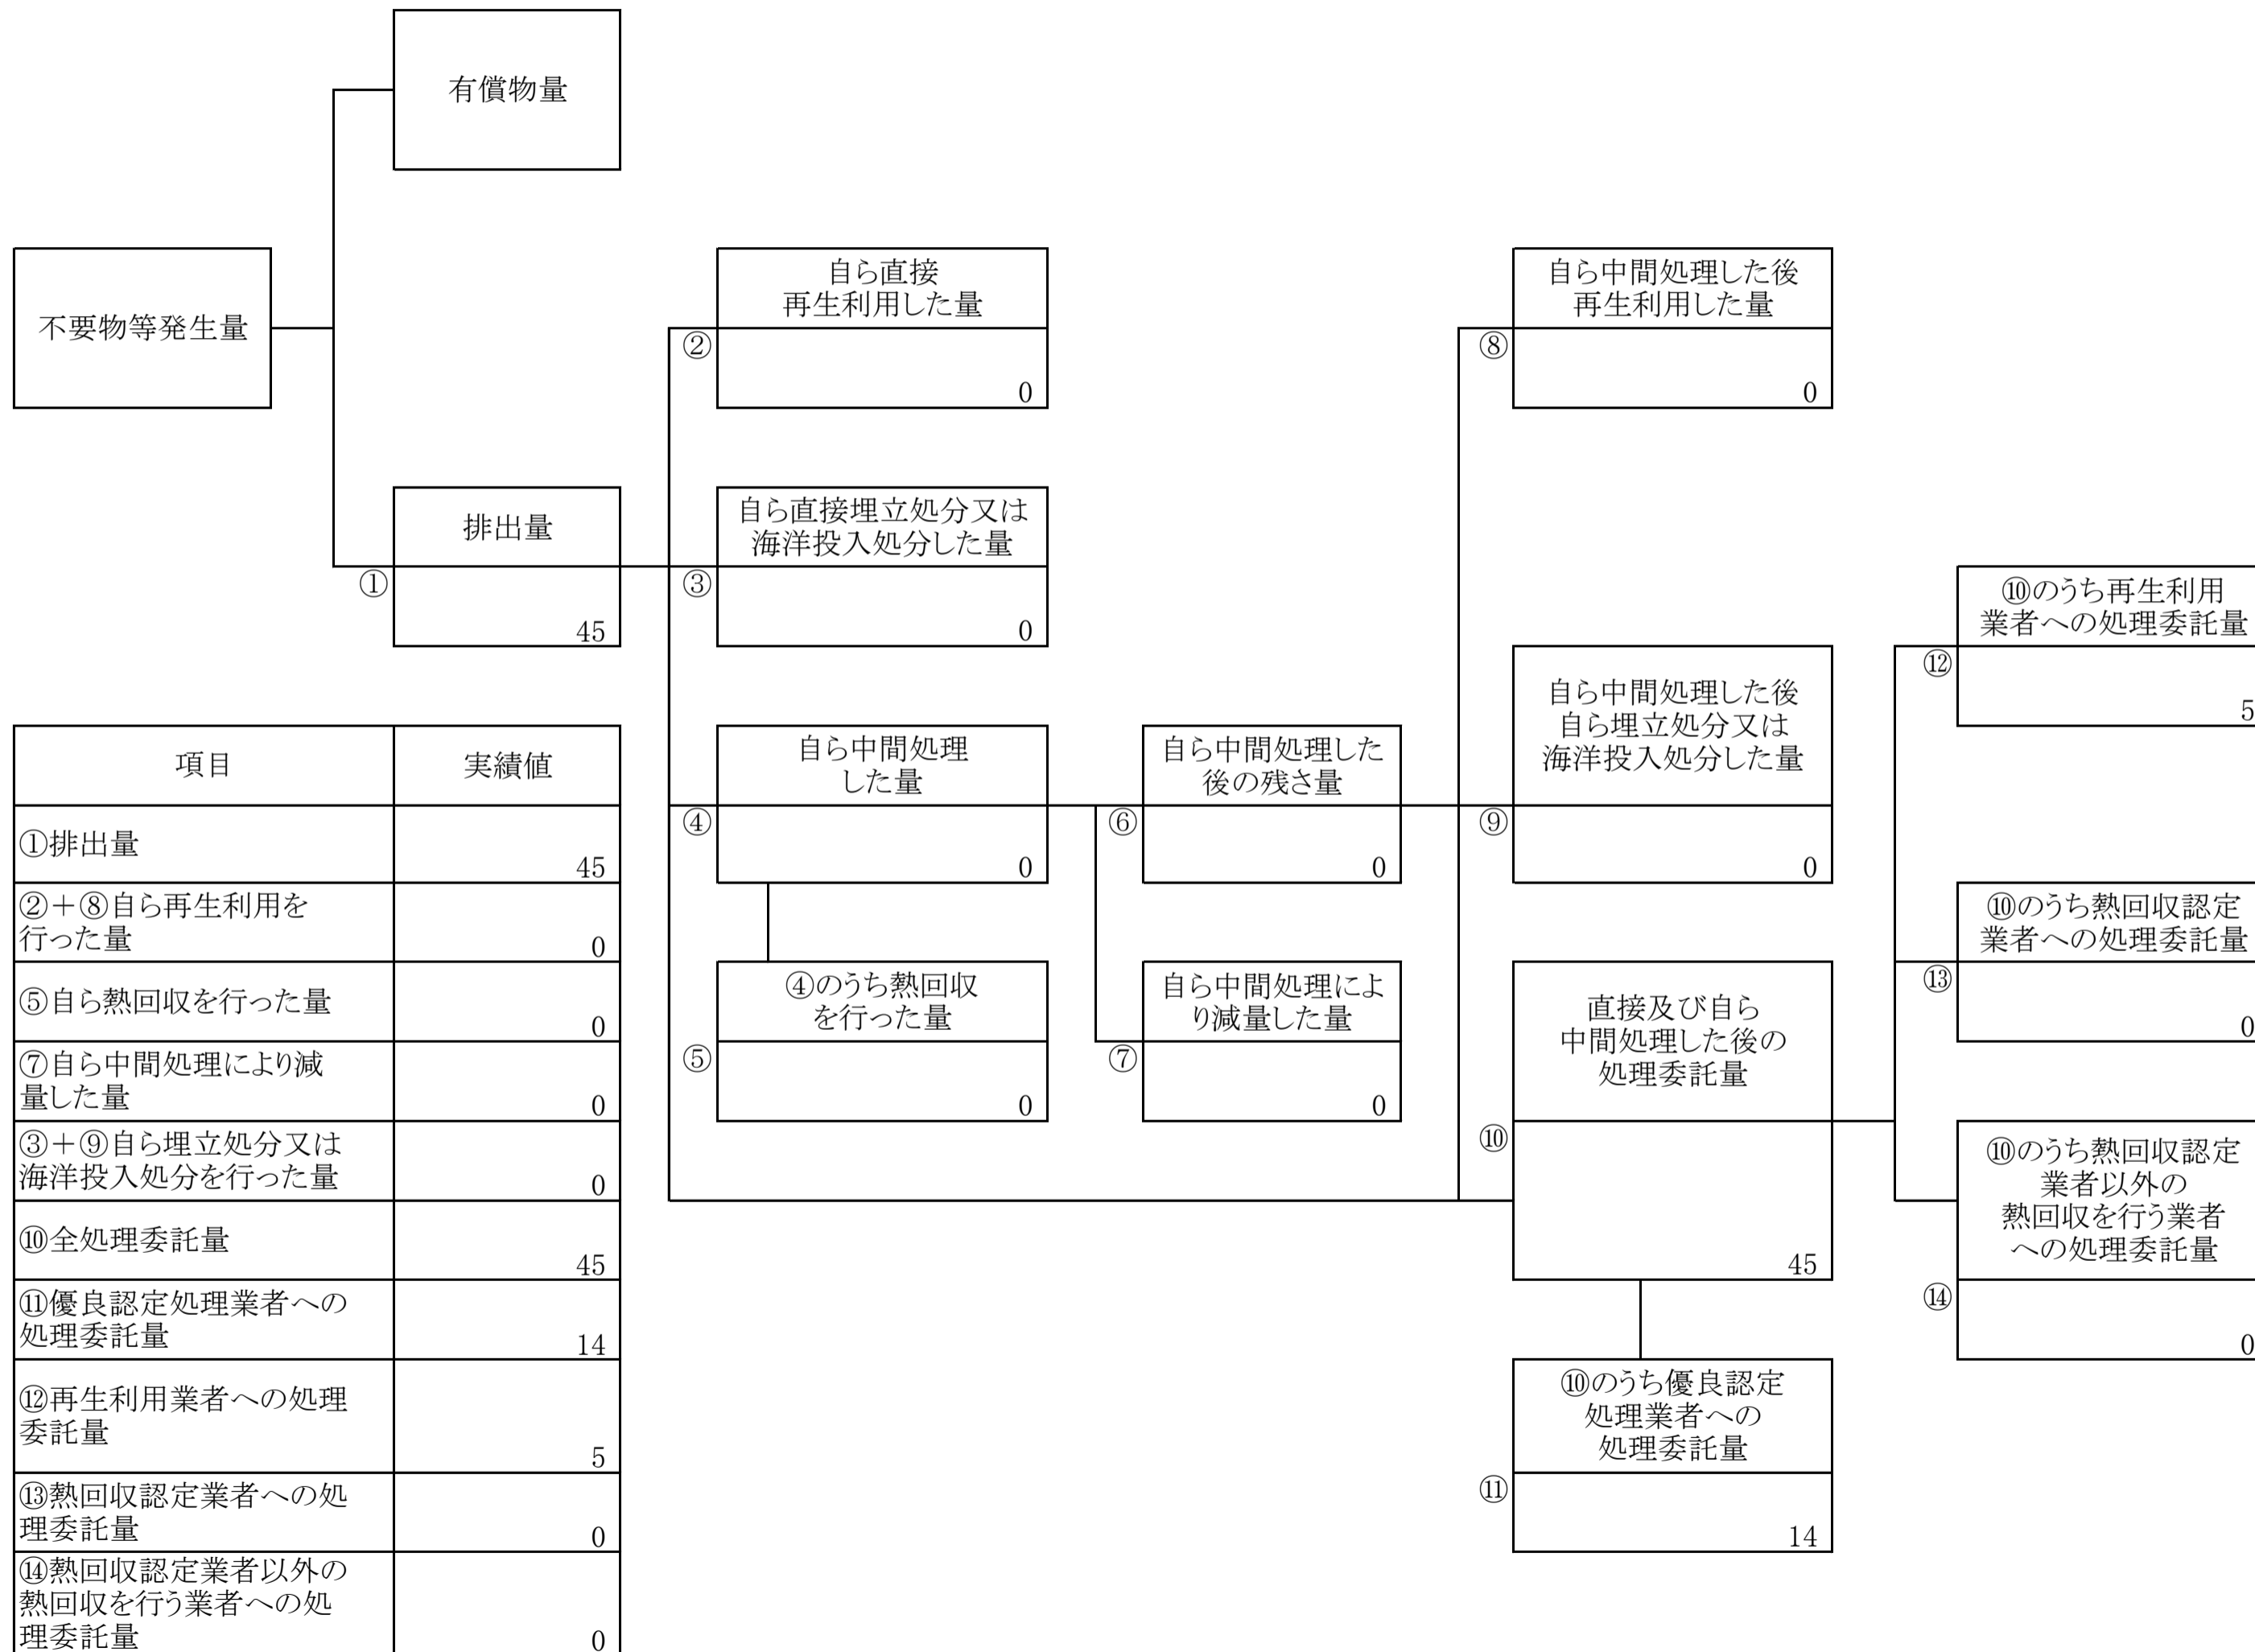 有償物量
不要物等発生量
排出量
①
45
自ら直接
再生利用した量
②
0
自ら直接埋立処分又は
海洋投入処分した量
③
0
自ら中間処理
した量
④
0
④のうち熱回収
を行った量
⑤
0
自ら中間処理した
後の残さ量
⑥
0
自ら中間処理によ
り減量した量
⑦
0
自ら中間処理した後
再生利用した量
⑧
0
自ら中間処理した後
自ら埋立処分又は
海洋投入処分した量
⑨
0
直接及び自ら
中間処理した後の
処理委託量
⑩
45
⑩のうち優良認定
処理業者への
処理委託量
⑪
14
⑩のうち再生利用
業者への処理委託量
⑫
5
⑩のうち熱回収認定
業者への処理委託量
⑬
0
⑩のうち熱回収認定
業者以外の
熱回収を行う業者
への処理委託量
⑭
0
項目 実績値
①排出量
45
②＋⑧自ら再生利用を
行った量
0
⑤自ら熱回収を行った量
0
⑦自ら中間処理により減
量した量
0
③＋⑨自ら埋立処分又は
海洋投入処分を行った量
0
⑩全処理委託量
45
⑪優良認定処理業者への
処理委託量
14
⑫再生利用業者への処理
委託量
5
⑬熱回収認定業者への処
理委託量
0
⑭熱回収認定業者以外の
熱回収を行う業者への処
理委託量
0